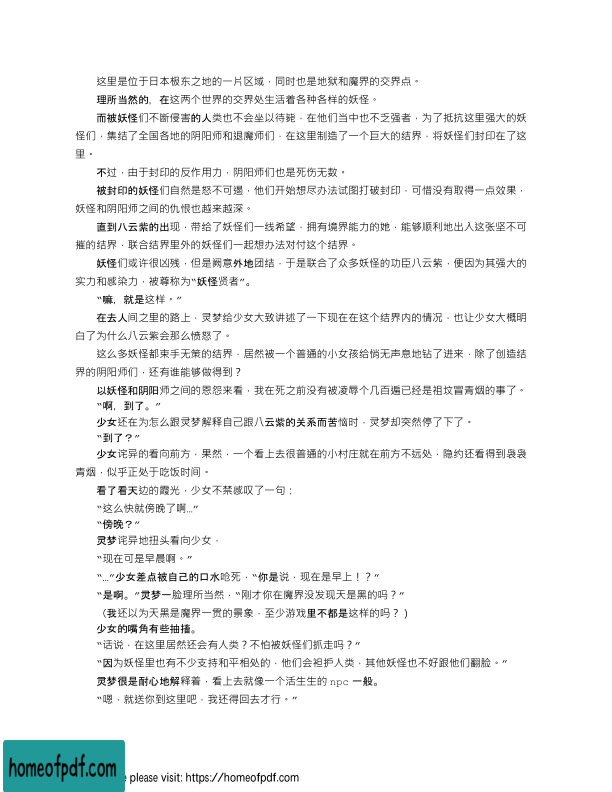 这里是位于日本极东之地的一片区域，同时也是地狱和魔界的交界点。
理所当然的，在这两个世界的交界处生活着各种各样的妖怪。
而被妖怪们不断侵害的人类也不会坐以待毙，在他们当中也不乏强者，为了抵抗这里强大的妖
怪们，集结了全国各地的阴阳师和退魔师们，在这里制造了一个巨大的结界，将妖怪们封印在了这
里。
不过，由于封印的反作用力，阴阳师们也是死伤无数。
被封印的妖怪们自然是怒不可遏，他们开始想尽办法试图打破封印，可惜没有取得一点效果，
妖怪和阴阳师之间的仇恨也越来越深。
直到八云紫的出现，带给了妖怪们一线希望，拥有境界能力的她，能够顺利地出入这张坚不可
摧的结界，联合结界里外的妖怪们一起想办法对付这个结界。
妖怪们或许很凶残，但是阙意外地团结，于是联合了众多妖怪的功臣八云紫，便因为其强大的
实力和感染力，被尊称为“妖怪贤者”。
“嘛，就是这样。”
在去人间之里的路上，灵梦给少女大致讲述了一下现在在这个结界内的情况，也让少女大概明
白了为什么八云紫会那么愤怒了。
这么多妖怪都束手无策的结界，居然被一个普通的小女孩给悄无声息地钻了进来，除了创造结
界的阴阳师们，还有谁能够做得到？
以妖怪和阴阳师之间的恩怨来看，我在死之前没有被凌辱个几百遍已经是祖坟冒青烟的事了。
“啊，到了。”
少女还在为怎么跟灵梦解释自己跟八云紫的关系而苦恼时，灵梦却突然停了下了。
“到了？”
少女诧异的看向前方，果然，一个看上去很普通的小村庄就在前方不远处，隐约还看得到袅袅
青烟，似乎正处于吃饭时间。
看了看天边的霞光，少女不禁感叹了一句：
“这么快就傍晚了啊…”
“傍晚？”
灵梦诧异地扭头看向少女，
“现在可是早晨啊。”
“…”少女差点被自己的口水呛死，“你是说，现在是早上！？”
“是啊。”灵梦一脸理所当然，“刚才你在魔界没发现天是黑的吗？”
（我还以为天黑是魔界一贯的景象，至少游戏里不都是这样的吗？）
少女的嘴角有些抽搐。
“话说，在这里居然还会有人类？不怕被妖怪们抓走吗？”
“因为妖怪里也有不少支持和平相处的，他们会袒护人类，其他妖怪也不好跟他们翻脸。”
灵梦很是耐心地解释着，看上去就像一个活生生的 npc 一般。
“嗯，就送你到这里吧，我还得回去才行。”
homeofpdf.com
e please visit: https://homeofpdf.com